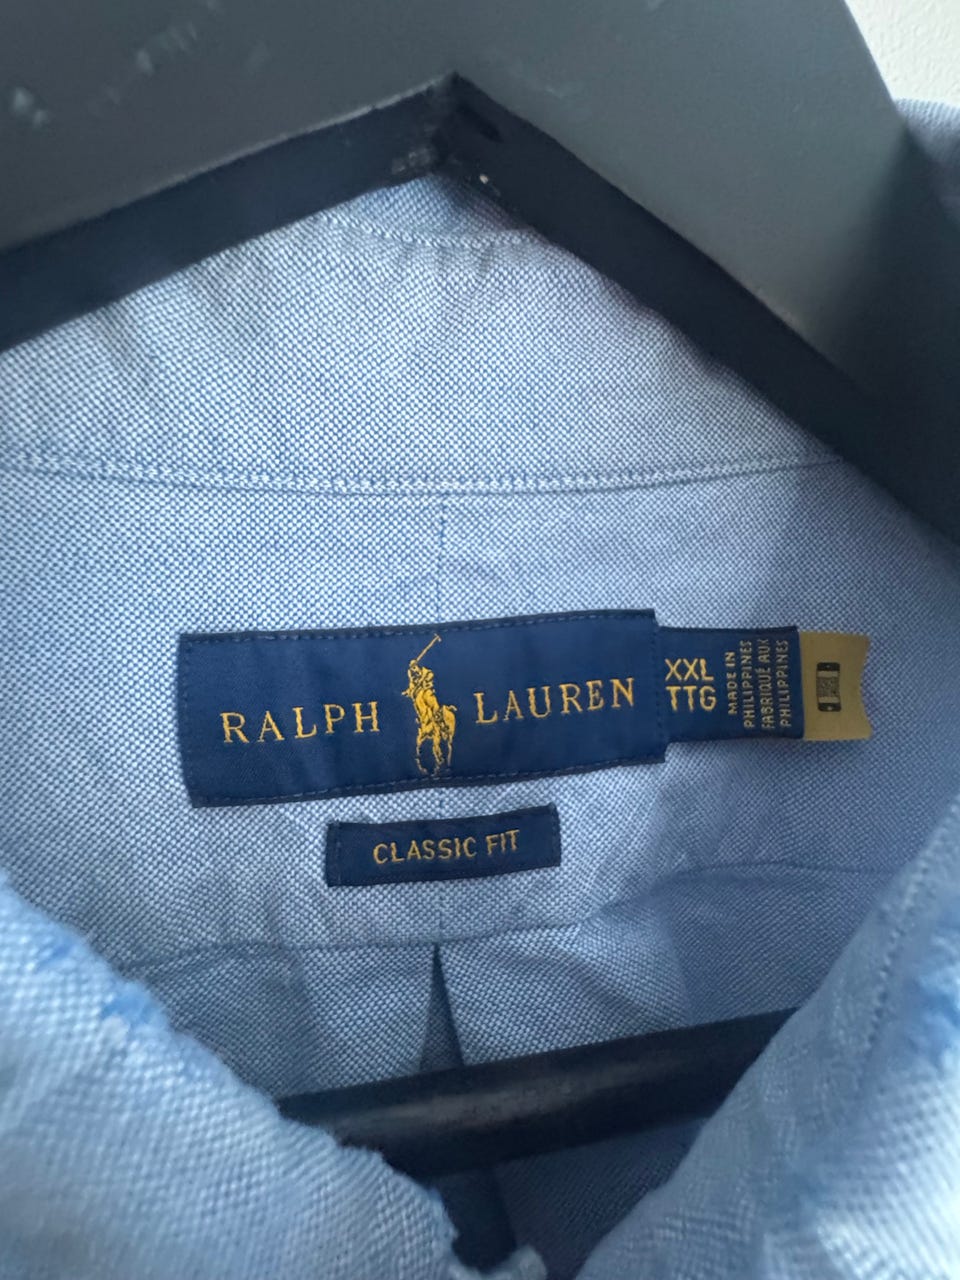 RALPH LAUREN
XXL
TTG
MADE IN
PHILIPPINES
FABRIQUÉ AUX
PHILIPPINES
CLASSIC FIT